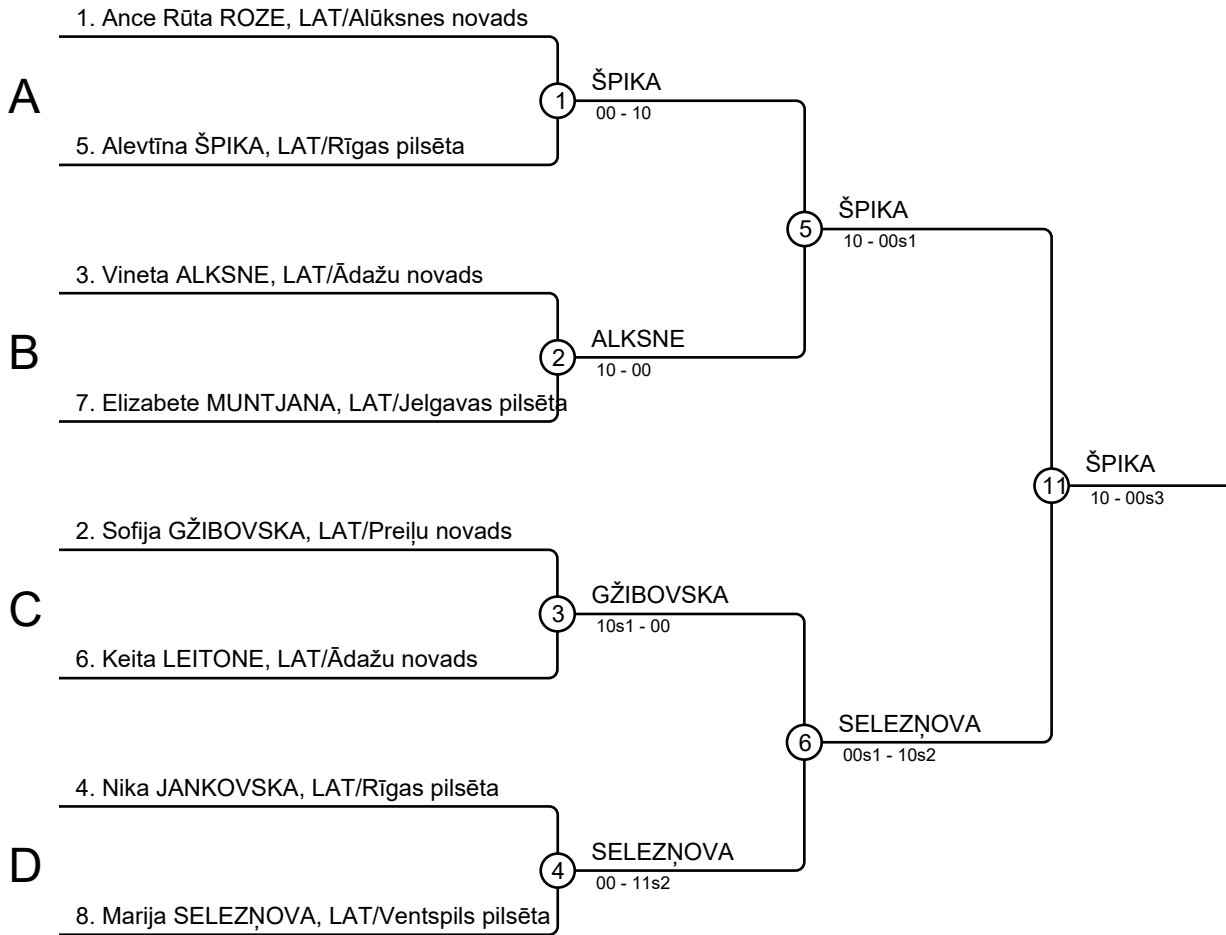 1. Ance Rūta ROZE, LAT/Alūksnes novads
A
1
ŠPIKA
00 - 10
5. Alevtīna ŠPIKA, LAT/Rīgas pilsēta
5
ŠPIKA
10 - 00s1
3. Vineta ALKSNE, LAT/Ādažu novads
B
2
ALKSNE
10 - 00
7. Elizabete MUNTJANA, LAT/Jelgavas pilsēta
11
ŠPIKA
10 - 00s3
2. Sofija GŽIBOVSKA, LAT/Preiļu novads
C
3
GŽIBOVSKA
10s1 - 00
6. Keita LEITONE, LAT/Ādažu novads
6
SELEZŅOVA
00s1 - 10s2
4. Nika JANKOVSKA, LAT/Rīgas pilsēta
D
4
SELEZŅOVA
00 - 11s2
8. Marija SELEZŅOVA, LAT/Ventspils pilsēta